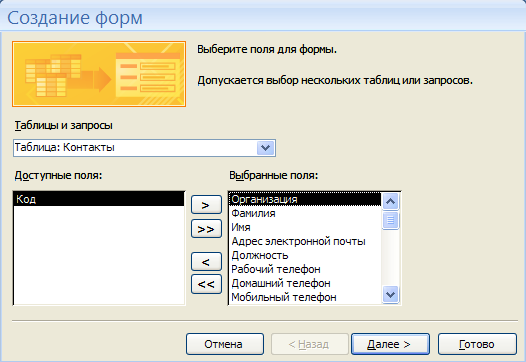 Создание форм
Выберите поля для формы.
Допускается выбор нескольких таблиц или запросов.
Таблицы и запросы
Таблица: Контакты
Доступные поля:
Выбранные поля:
Код
>
>>
<
<<
Организация
Фамилия
Имя
Адрес электронной почты
Должность
Рабочий телефон
Домашний телефон
Мобильный телефон
Отмена
< Назад
Далее >
Готово